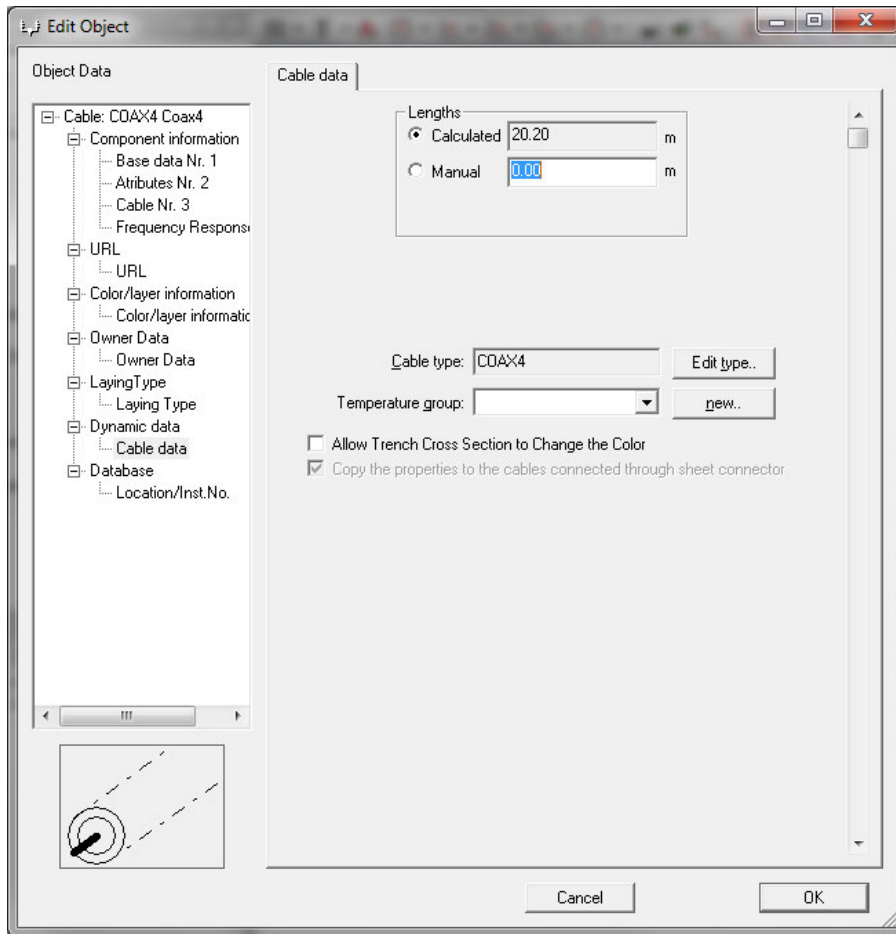 Edit Object
Object Data
Cable: COAX4 Coax4
Component information
Base data Nr. 1
Atributes Nr. 2
Cable Nr. 3
Frequency Respons
URL
URL
Color/layer information
Color/layer informatic
Owner Data
Owner Data
LayingType
Laying Type
Dynamic data
Cable data
Database
Location/Inst.No.
Cable data
Lengths
Calculated 20.20 m
Manual 0.00 m
Cable type: COAX4 Edit type..
Temperature group: new..
Allow Trench Cross Section to Change the Color
Copy the properties to the cables connected through sheet connector
Cancel OK